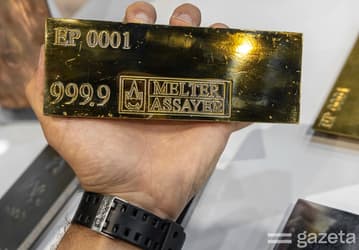 EP 0001
999.9
MELTER
ASSAYER
gazeta